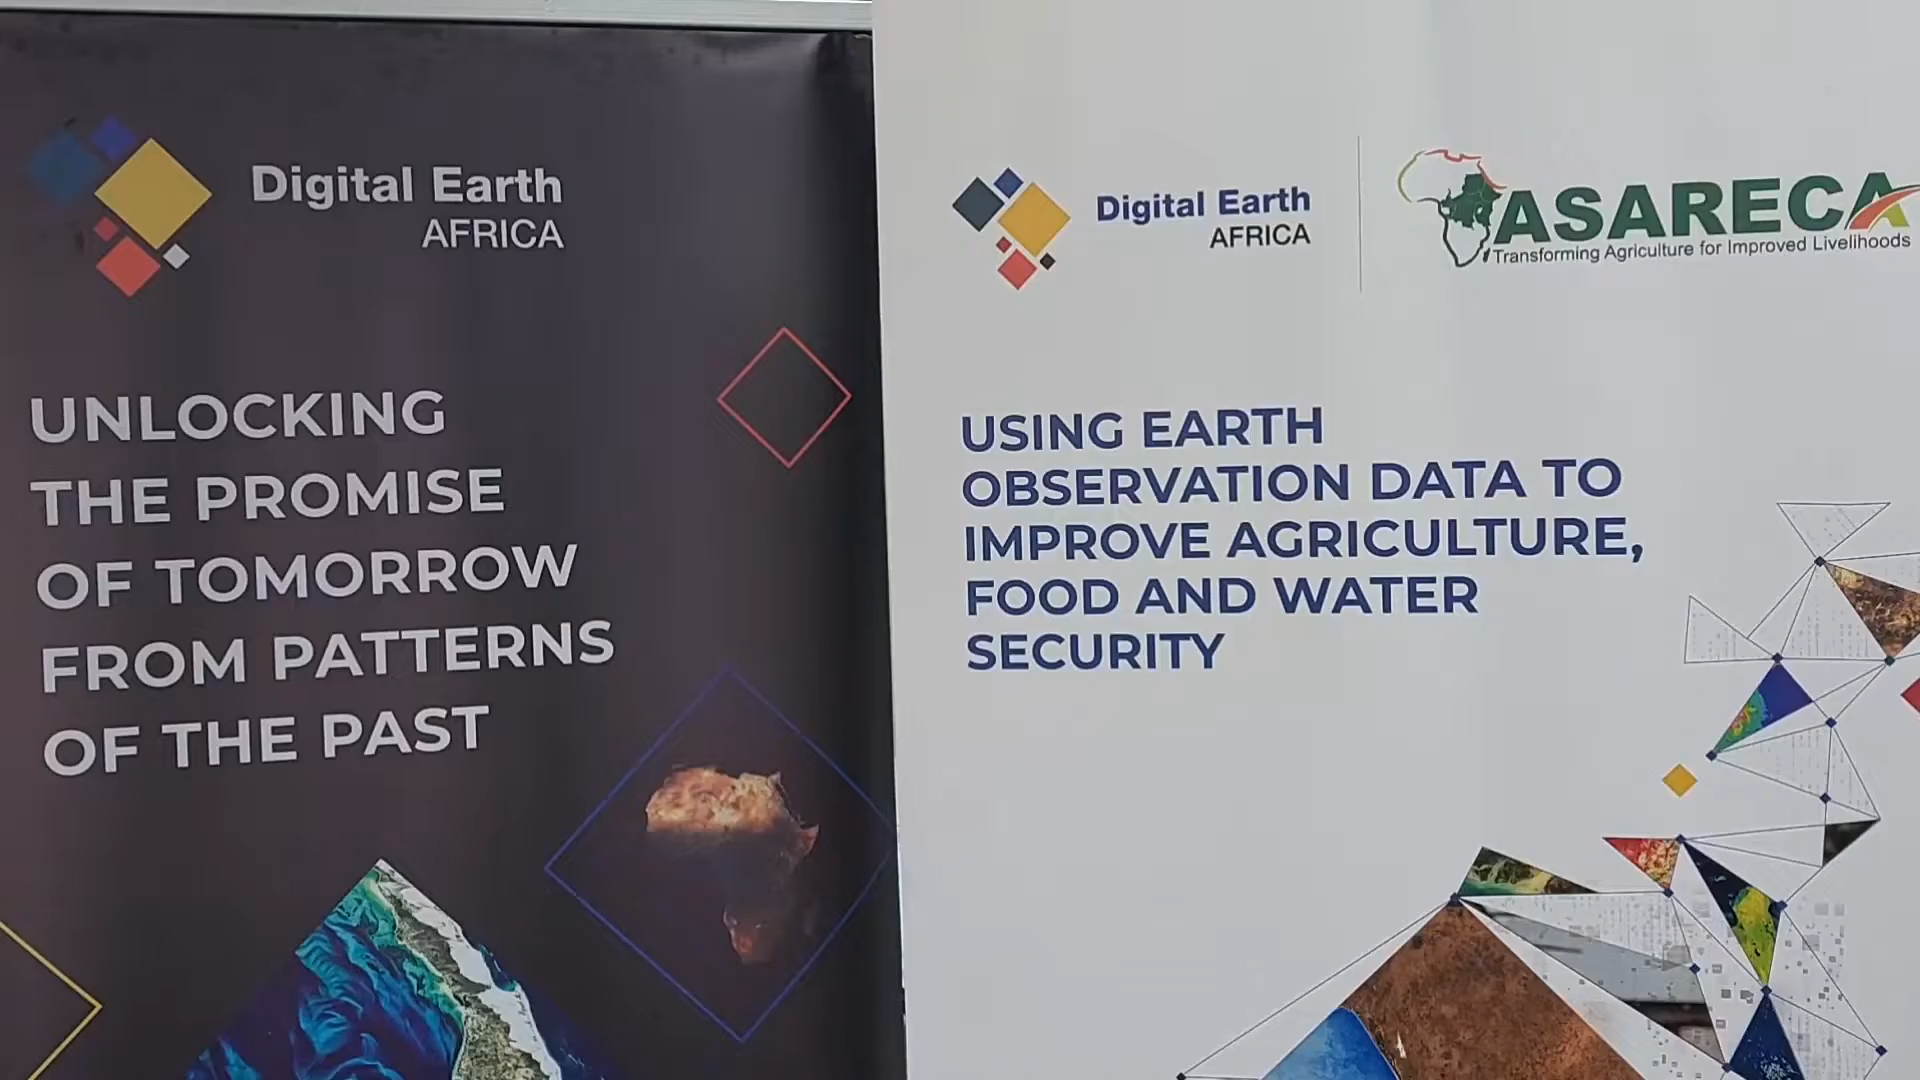 Digital Earth
AFRICA
UNLOCKING
THE PROMISE
OF TOMORROW
FROM PATTERNS
OF THE PAST
Digital Earth
AFRICA
ASARECA
Transforming Agriculture for Improved Livelihoods
USING EARTH
OBSERVATION DATA TO
IMPROVE AGRICULTURE,
FOOD AND WATER
SECURITY